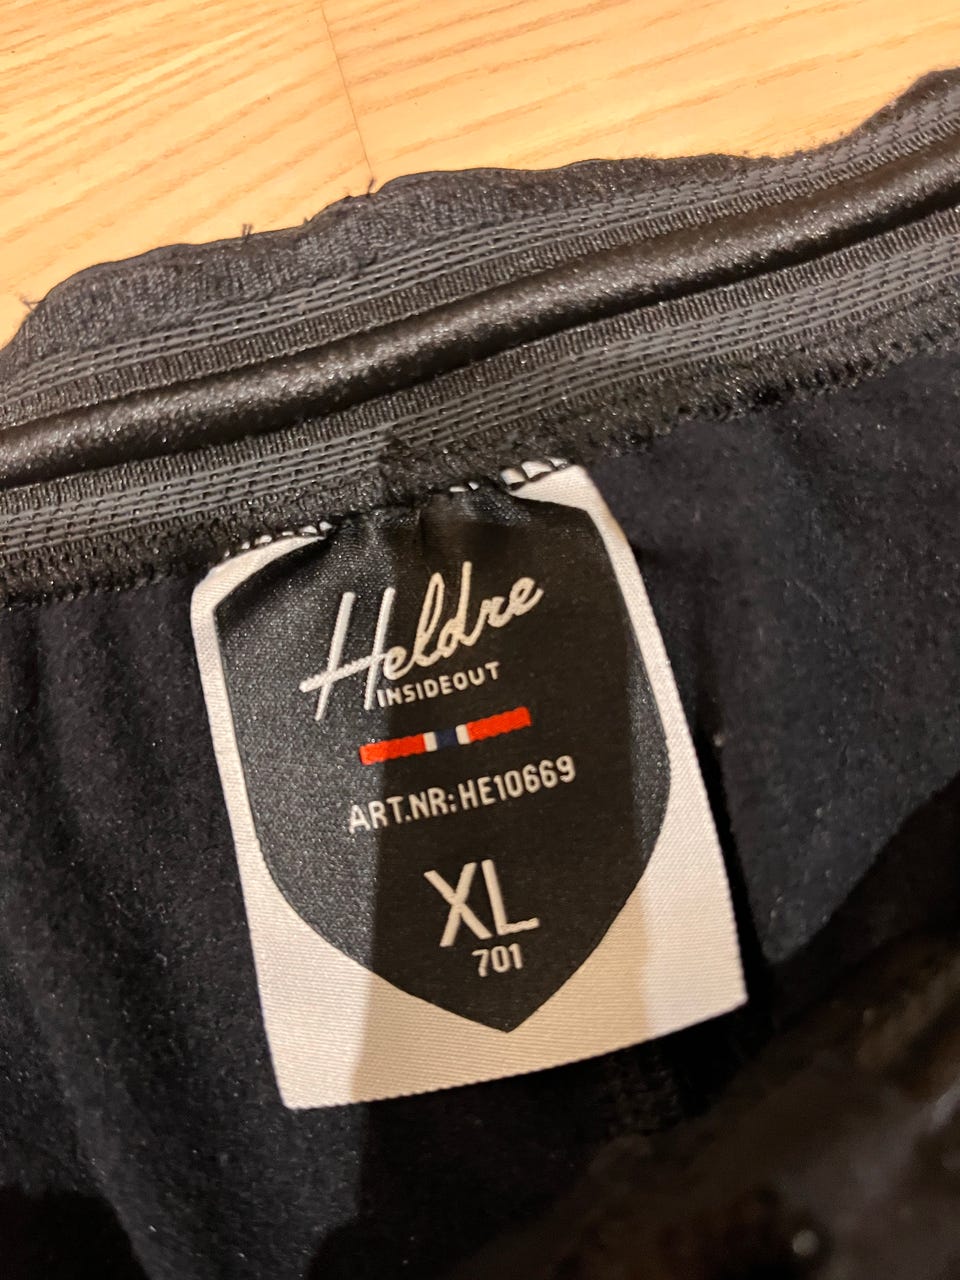 Heldre
INSIDEOUT
ART.NR: HE10669
XL
701